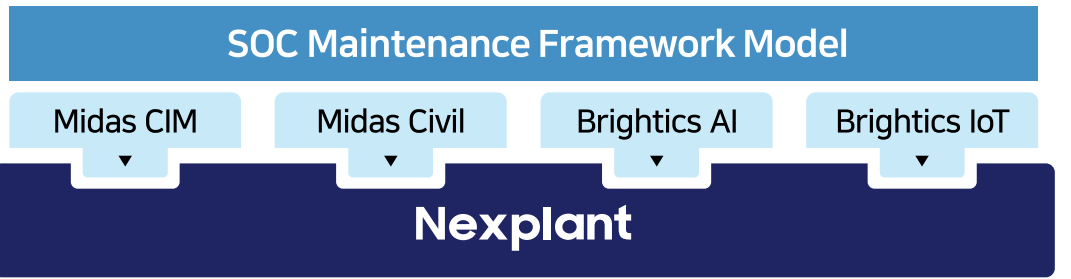 SOC Maintenance Framework Model
Midas CIM
Midas Civil
Brightics AI
Brightics IoT
Nexplant